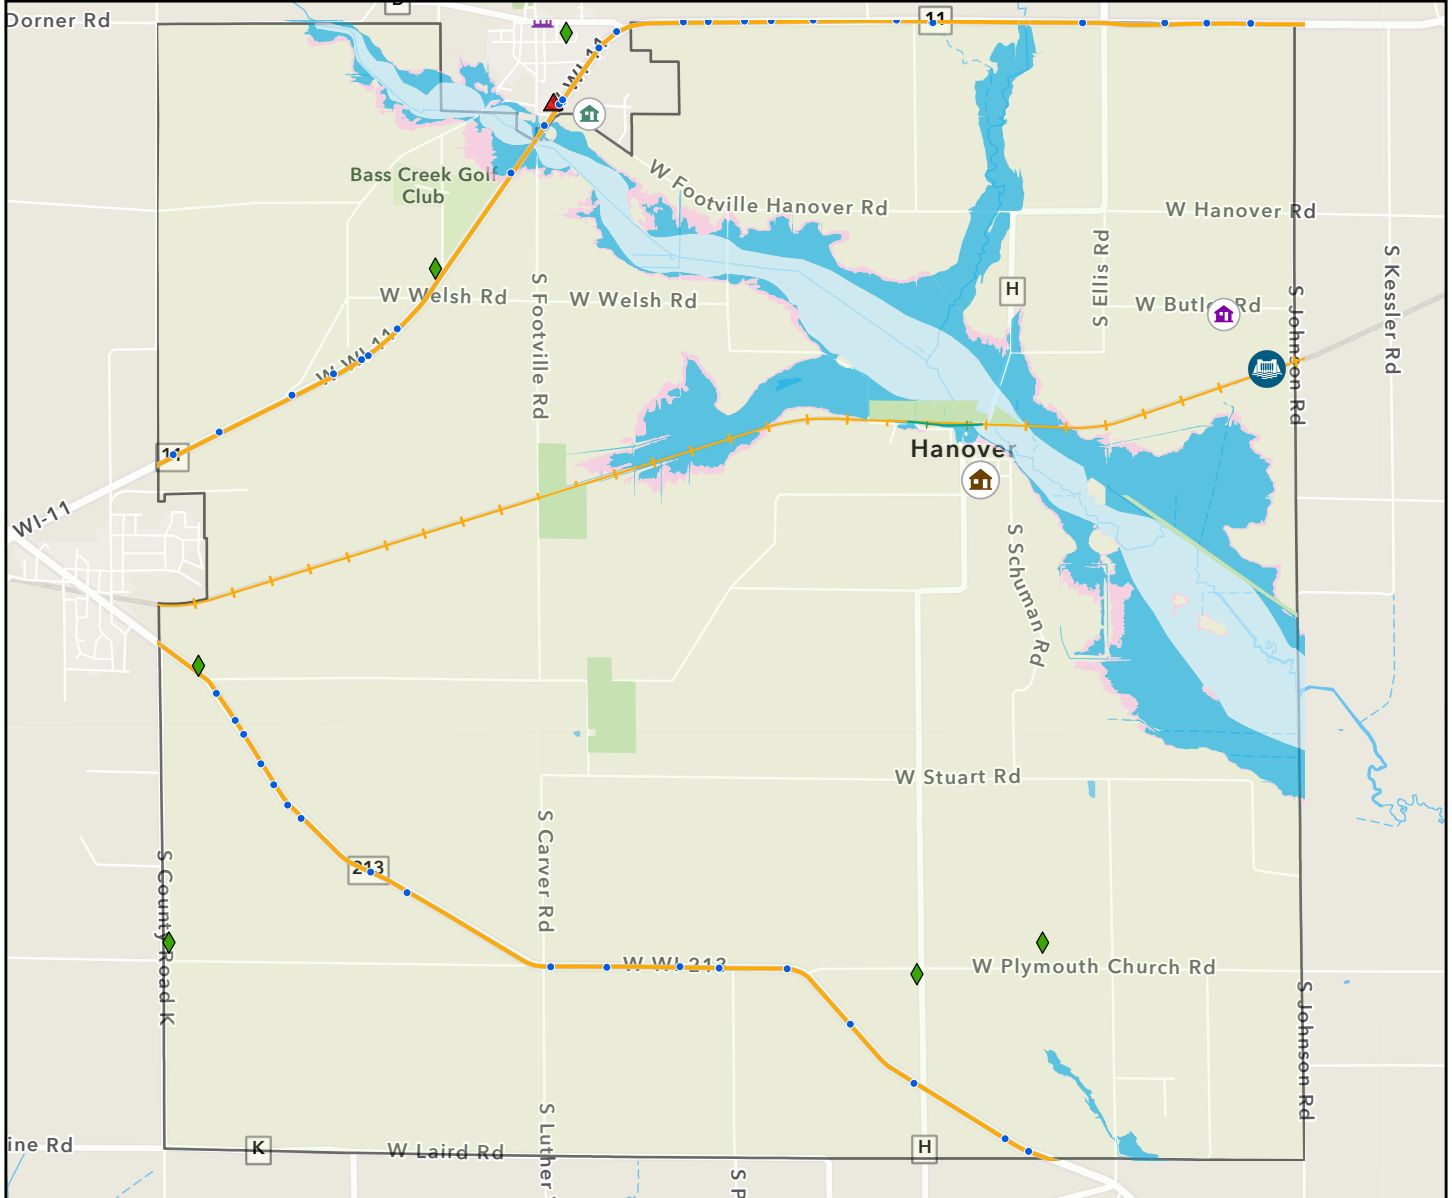 Dorner Rd
11
WI-11
Bass Creek Golf
Club
W Footville Hanover Rd
W Hanover Rd
S Ellis Rd
S Kessler Rd
H
W Welsh Rd
W Welsh Rd
S Footville Rd
S Johnson Rd
W WI-11
11
Hanover
WI-11
S Schuman Rd
W Stuart Rd
S Carver Rd
213
S County Road K
W WI-213
W Plymouth Church Rd
S Johnson Rd
S Luther
ine Rd
K
W Laird Rd
H
S P